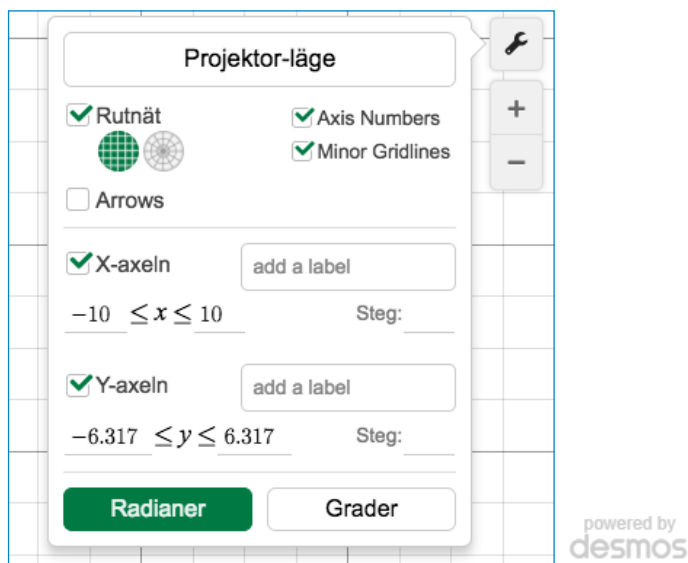 Projektor-läge
Rutnät
Axis Numbers
Minor Gridlines
Arrows
X-axeln
add a label
−10 ≤ x ≤ 10 Steg:
Y-axeln
add a label
−6.317 ≤ y ≤ 6.317 Steg:
Radianer Grader
+
−
powered by
desmos